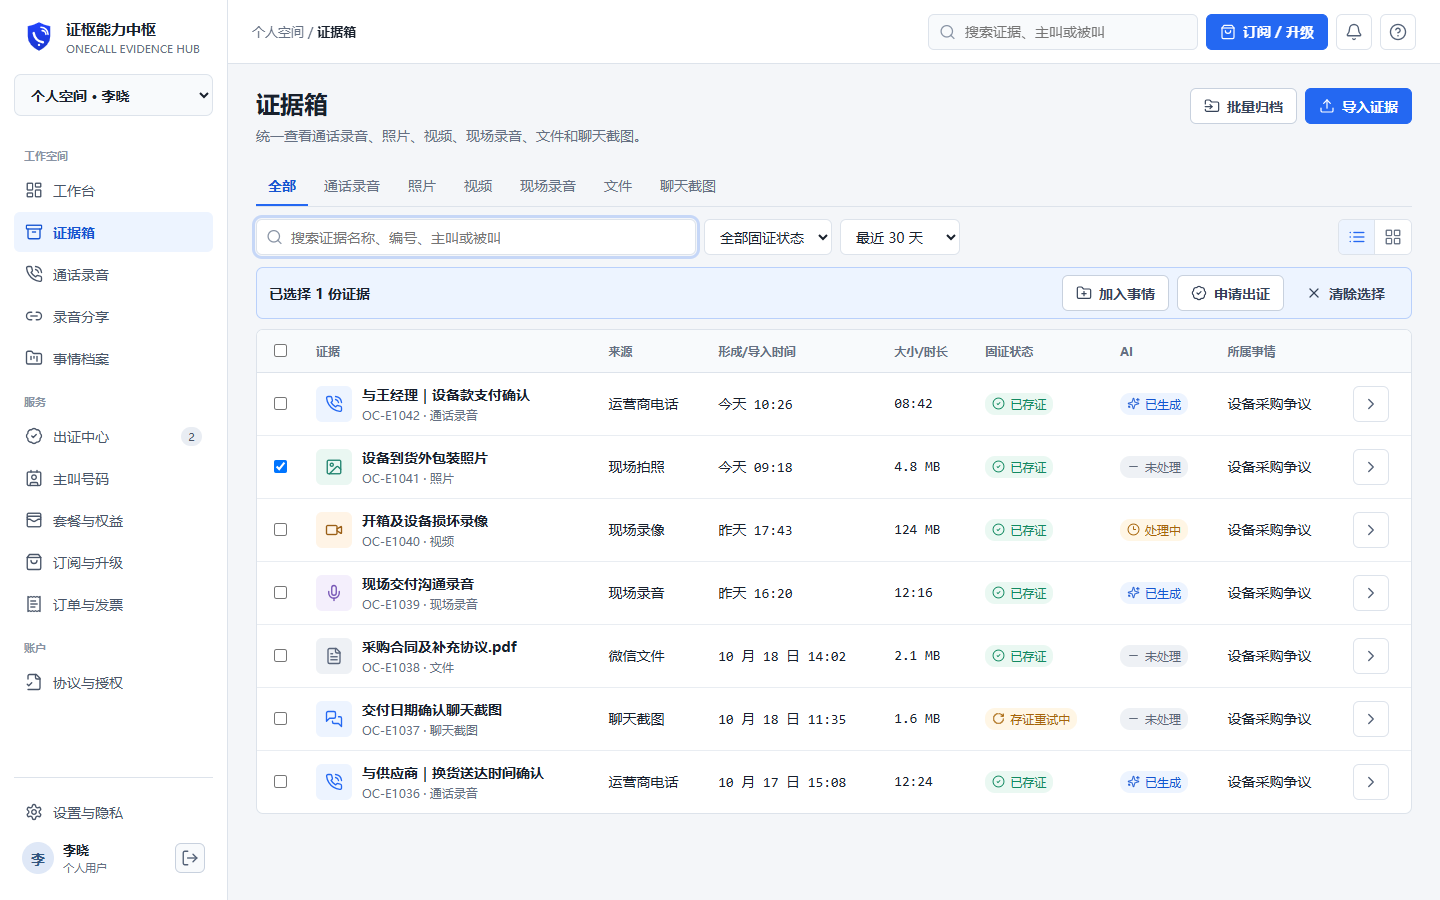 证枢能力中枢
ONECALL EVIDENCE HUB
个人空间 • 李晓
工作空间
工作台
证据箱
通话录音
录音分享
事情档案
服务
出证中心 2
主叫号码
套餐与权益
订阅与升级
订单与发票
账户
协议与授权
设置与隐私
李
李晓
个人用户
个人空间 / 证据箱
搜索证据、主叫或被叫
订阅 / 升级
证据箱
统一查看通话录音、照片、视频、现场录音、文件和聊天截图。
批量归档
导入证据
全部 通话录音 照片 视频 现场录音 文件 聊天截图
搜索证据名称、编号、主叫或被叫
全部固证状态
最近 30 天
已选择 1 份证据
加入事情
申请出证
清除选择
证据 来源 形成/导入时间 大小/时长 固证状态 AI 所属事情
与王经理｜设备款支付确认
OC-E1042 · 通话录音
运营商电话 今天 10:26 08:42 已存证 已生成 设备采购争议
设备到货外包装照片
OC-E1041 · 照片
现场拍照 今天 09:18 4.8 MB 已存证 未处理 设备采购争议
开箱及设备损坏录像
OC-E1040 · 视频
现场录像 昨天 17:43 124 MB 已存证 处理中 设备采购争议
现场交付沟通录音
OC-E1039 · 现场录音
现场录音 昨天 16:20 12:16 已存证 已生成 设备采购争议
采购合同及补充协议.pdf
OC-E1038 · 文件
微信文件 10 月 18 日 14:02 2.1 MB 已存证 未处理 设备采购争议
交付日期确认聊天截图
OC-E1037 · 聊天截图
聊天截图 10 月 18 日 11:35 1.6 MB 存证重试中 未处理 设备采购争议
与供应商｜换货送达时间确认
OC-E1036 · 通话录音
运营商电话 10 月 17 日 15:08 12:24 已存证 已生成 设备采购争议